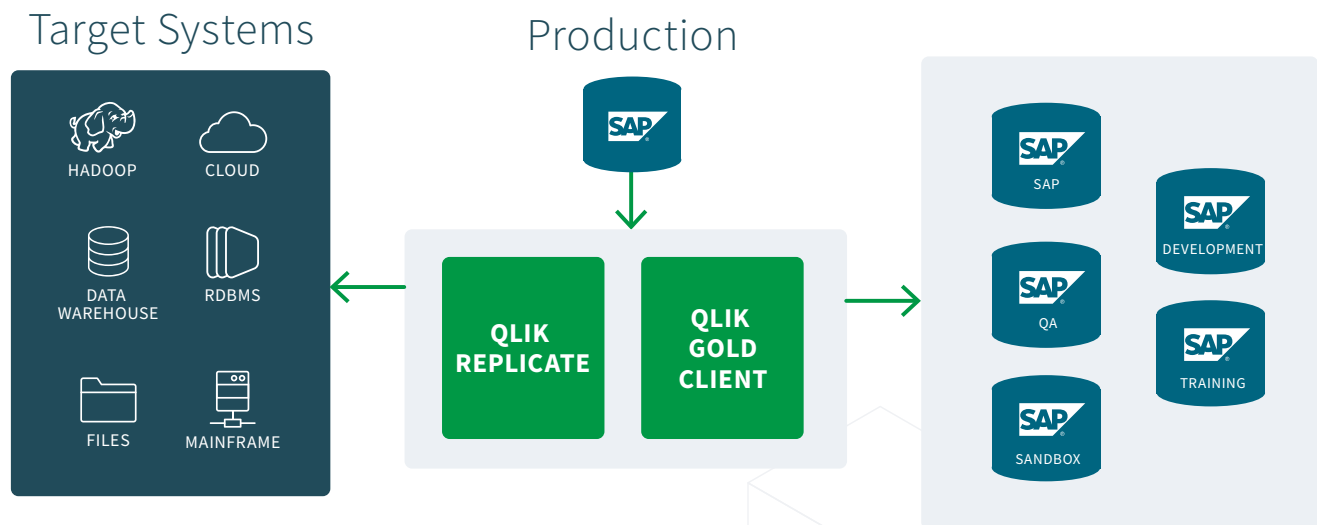 Target Systems
HADOOP
CLOUD
DATA
WAREHOUSE
RDBMS
FILES
MAINFRAME
Production
SAP
QLIK
REPLICATE
QLIK
GOLD
CLIENT
SAP
SAP
SAP
DEVELOPMENT
SAP
QA
SAP
TRAINING
SAP
SANDBOX